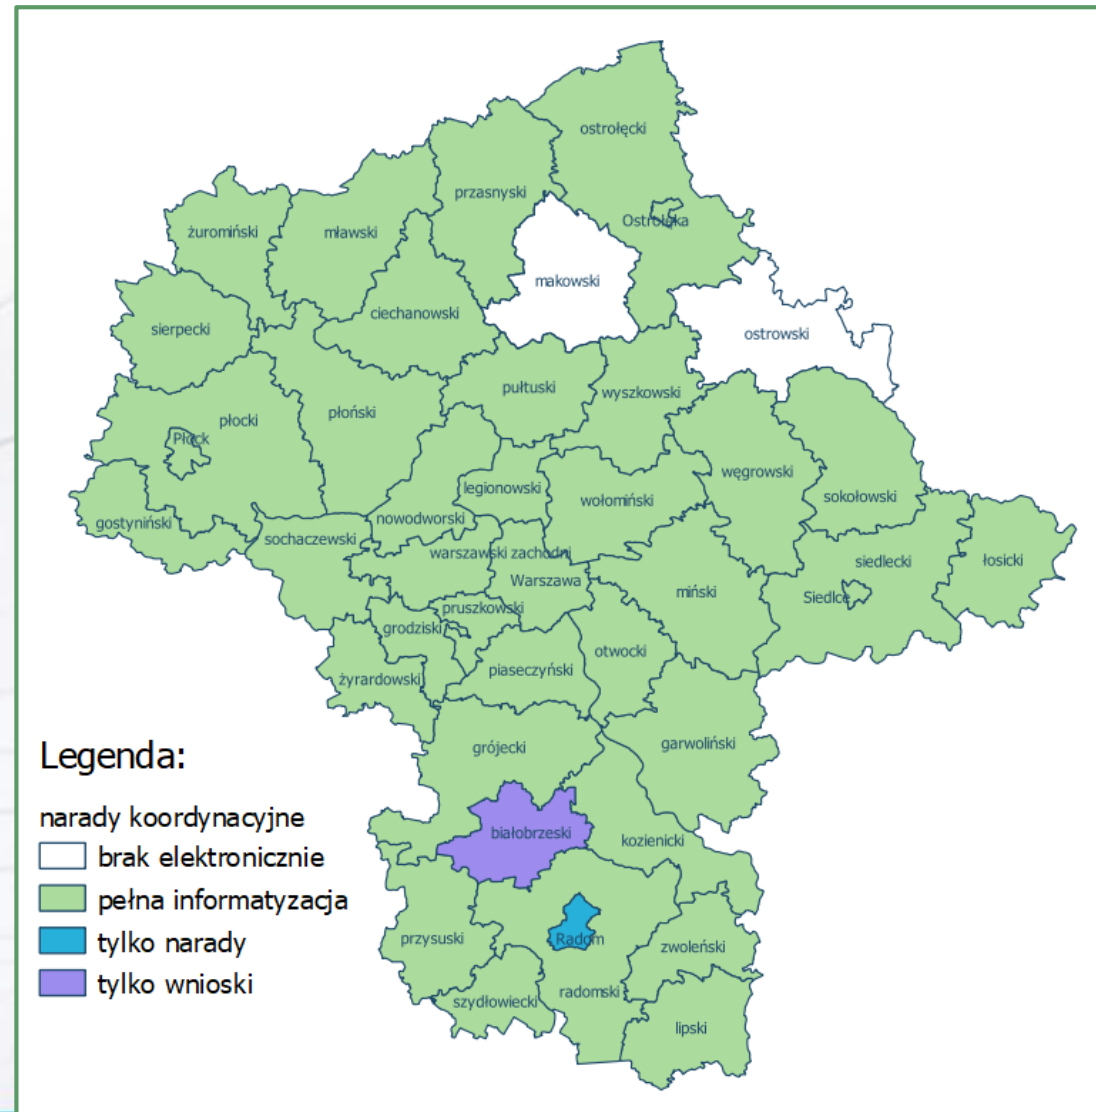 ostrołęcki
przasnyski
Ostrołęka
żuromiński
mławski
makowski
ciechanowski
sierpecki
ostrowski
pułtuski
wyszkowski
płocki
płoński
Płock
węgrowski
legionowski
wołomiński
sokołowski
gostyniński
nowodworski
sochaczewski
warszawski zachodni
siedlecki
łosicki
Warszawa
miński
Siedlce
pruszkowski
grodziski
otwocki
piaseczyński
żyrardowski
grójecki
garwoliński
białobrzeski
kozienicki
przysuski
Radom
zwoleński
radomski
szydłowiecki
lipski
Legenda:
narady koordynacyjne
brak elektronicznie
pełna informatyzacja
tylko narady
tylko wnioski